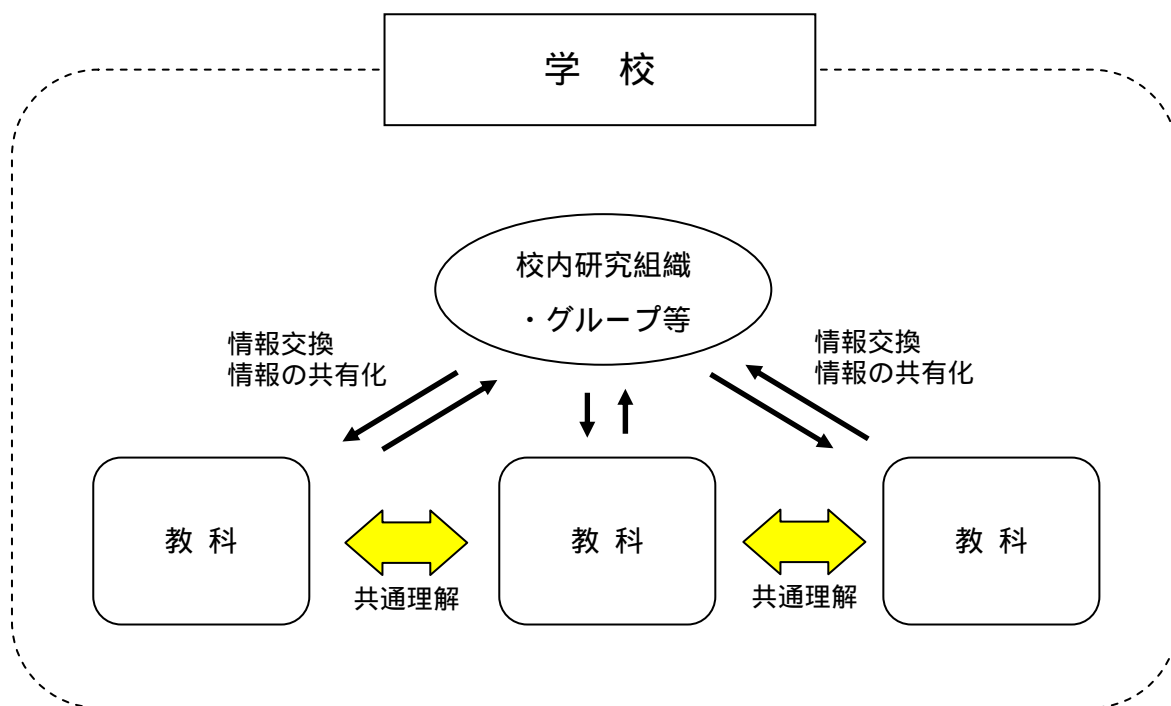 学　校
校内研究組織
・グループ等
情報交換
情報の共有化
情報交換
情報の共有化
教 科
教 科
教 科
共通理解
共通理解